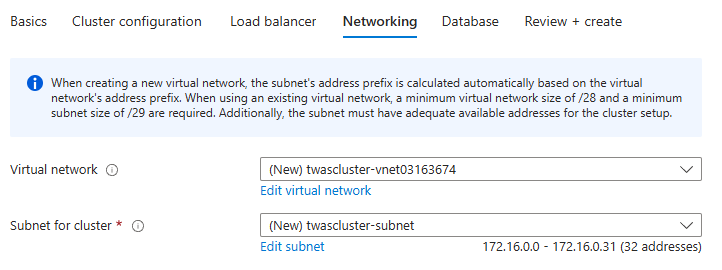 Basics Cluster configuration Load balancer Networking Database Review + create
When creating a new virtual network, the subnet's address prefix is calculated automatically based on the virtual
network's address prefix. When using an existing virtual network, a minimum virtual network size of /28 and a minimum
subnet size of /29 are required. Additionally, the subnet must have adequate available addresses for the cluster setup.
Virtual network (New) twascluster-vnet03163674
Edit virtual network
Subnet for cluster * (New) twascluster-subnet
Edit subnet 172.16.0.0 - 172.16.0.31 (32 addresses)